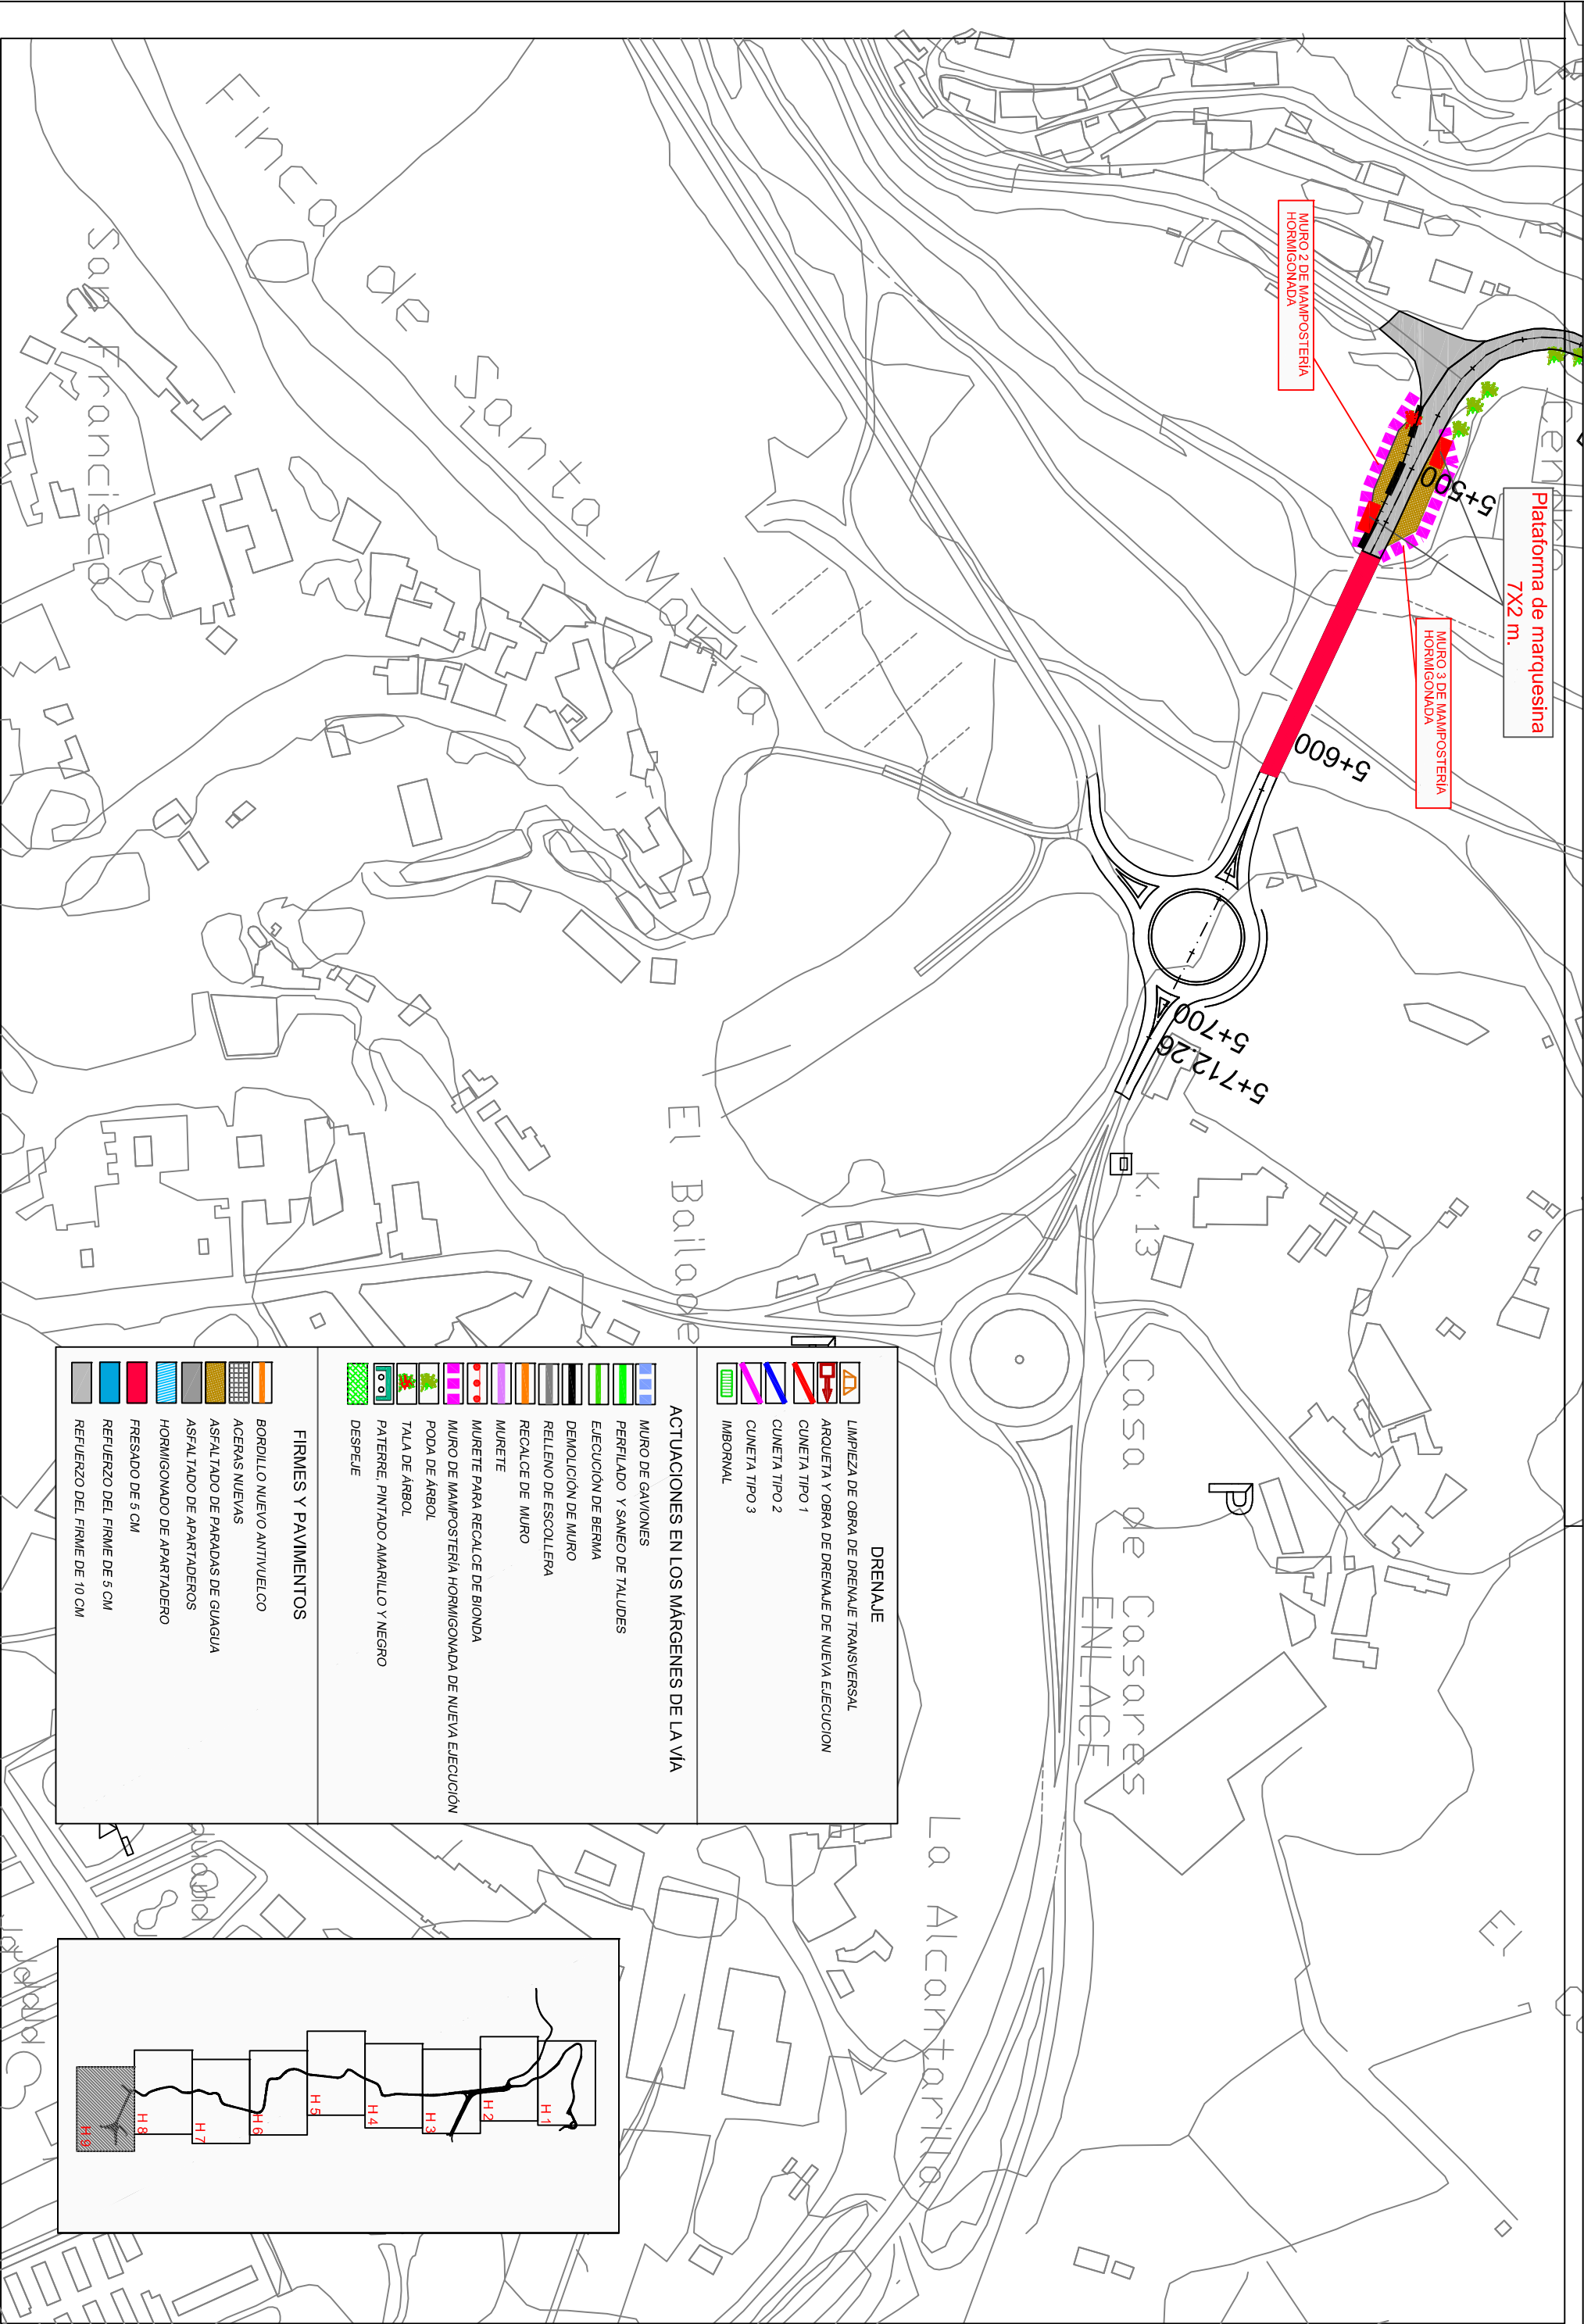 Finca de Santa Mónica
San Francisco
MURO 2 DE MAMPOSTERÍA
HORMIGONADA
Plataforma de marquesina
7X2 m.
MURO 3 DE MAMPOSTERÍA
HORMIGONADA
5+500
5+600
5+700
5+712.26
K. 13
El Bailadero
Casa de Casares
ENLACE
La Alcantarilla
El
P
DRENAJE
LIMPIEZA DE OBRA DE DRENAJE TRANSVERSAL
ARQUETA Y OBRA DE DRENAJE DE NUEVA EJECUCION
CUNETA TIPO 1
CUNETA TIPO 2
CUNETA TIPO 3
IMBORNAL
ACTUACIONES EN LOS MÁRGENES DE LA VÍA
MURO DE GAVIONES
PERFILADO Y SANEO DE TALUDES
EJECUCIÓN DE BERMA
DEMOLICIÓN DE MURO
RELLENO DE ESCOLLERA
RECALCE DE MURO
MURETE
MURETE PARA RECALCE DE BIONDA
MURO DE MAMPOSTERÍA HORMIGONADA DE NUEVA EJECUCIÓN
PODA DE ÁRBOL
TALA DE ÁRBOL
PATERRE, PINTADO AMARILLO Y NEGRO
DESPEJE
FIRMES Y PAVIMENTOS
BORDILLO NUEVO ANTIVUELCO
ACERAS NUEVAS
ASFALTADO DE PARADAS DE GUAGUA
ASFALTADO DE APARTADEROS
HORMIGONADO DE APARTADERO
FRESADO DE 5 CM
REFUERZO DEL FIRME DE 5 CM
REFUERZO DEL FIRME DE 10 CM
H 1
H 2
H 3
H 4
H 5
H 6
H 7
H 8
H 9